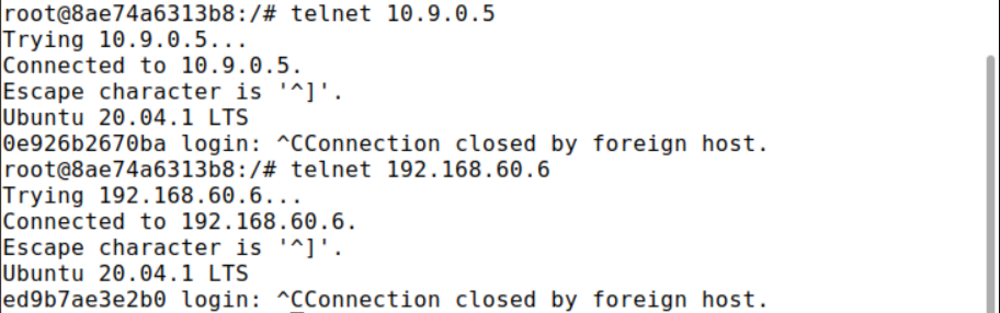 root@8ae74a6313b8:/# telnet 10.9.0.5
Trying 10.9.0.5...
Connected to 10.9.0.5.
Escape character is '^]'.
Ubuntu 20.04.1 LTS
0e926b2670ba login: ^CConnection closed by foreign host.
root@8ae74a6313b8:/# telnet 192.168.60.6
Trying 192.168.60.6...
Connected to 192.168.60.6.
Escape character is '^]'.
Ubuntu 20.04.1 LTS
ed9b7ae3e2b0 login: ^CConnection closed by foreign host.